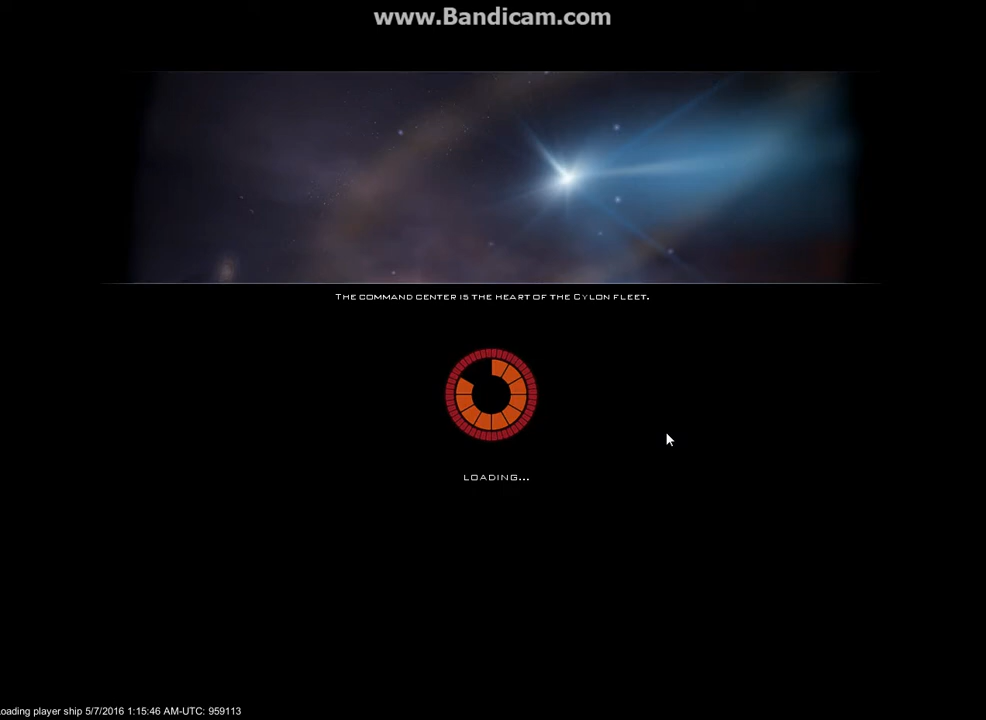 www.Bandicam.com
The command center is the heart of the Cylon fleet.
Loading...
oading player ship 5/7/2016 1:15:46 AM-UTC: 959113